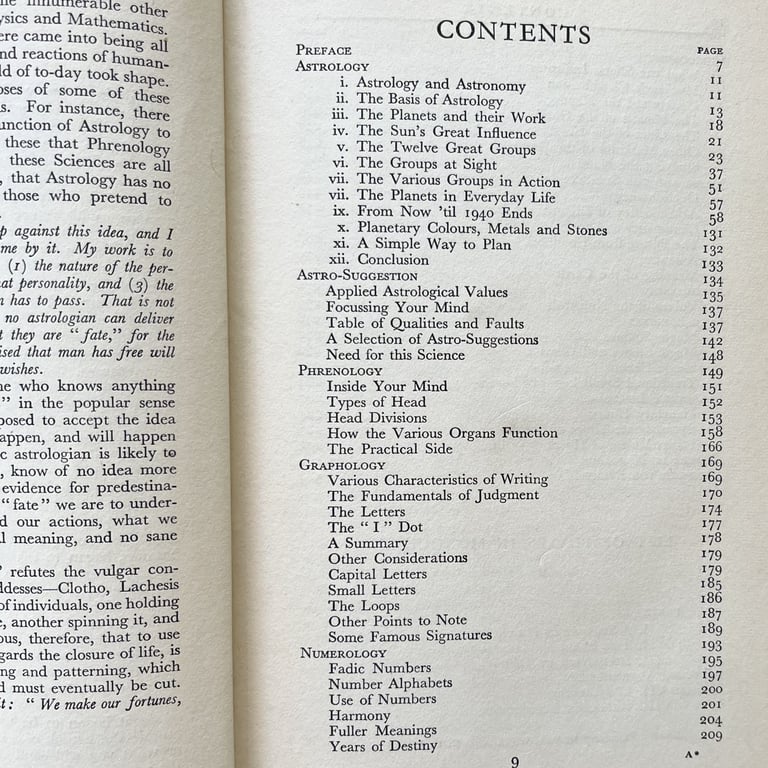 he innumerable other
ysics and Mathematics.
ere came into being all
nd reactions of human-
ld of to-day took shape.
oses of some of these
s. For instance, there
unction of Astrology to
these that Phrenology
these Sciences are all
, that Astrology has no
those who pretend to
p against this idea, and I
me by it. My work is to
(1) the nature of the per-
at personality, and (3) the
n has to pass. That is not
no astrologian can deliver
t they are "fate," for the
ised that man has free will
wishes.
ne who knows anything
" in the popular sense
posed to accept the idea
appen, and will happen
c astrologian is likely to
, know of no idea more
evidence for predestina-
"fate" we are to under-
d our actions, what we
l meaning, and no sane
' refutes the vulgar con-
ddesses—Clotho, Lachesis
of individuals, one holding
e, another spinning it, and
ous, therefore, that to use
gards the closure of life, is
ng and patterning, which
d must eventually be cut.
it: "We make our fortunes,
CONTENTS
PAGE
PREFACE 7
ASTROLOGY 11
i. Astrology and Astronomy 11
ii. The Basis of Astrology 13
iii. The Planets and their Work 18
iv. The Sun's Great Influence 21
v. The Twelve Great Groups 23
vi. The Groups at Sight 37
vii. The Various Groups in Action 51
vii. The Planets in Everyday Life 57
ix. From Now 'til 1940 Ends 58
x. Planetary Colours, Metals and Stones 131
xi. A Simple Way to Plan 132
xii. Conclusion 133
ASTRO-SUGGESTION 134
Applied Astrological Values 135
Focussing Your Mind 137
Table of Qualities and Faults 137
A Selection of Astro-Suggestions 142
Need for this Science 148
PHRENOLOGY 149
Inside Your Mind 151
Types of Head 152
Head Divisions 153
How the Various Organs Function 158
The Practical Side 166
GRAPHOLOGY 169
Various Characteristics of Writing 169
The Fundamentals of Judgment 170
The Letters 174
The "I" Dot 177
A Summary 178
Other Considerations 179
Capital Letters 179
Small Letters 185
The Loops 186
Other Points to Note 187
Some Famous Signatures 189
NUMEROLOGY 193
Fadic Numbers 195
Number Alphabets 197
Use of Numbers 200
Harmony 201
Fuller Meanings 204
Years of Destiny 209
9
A*